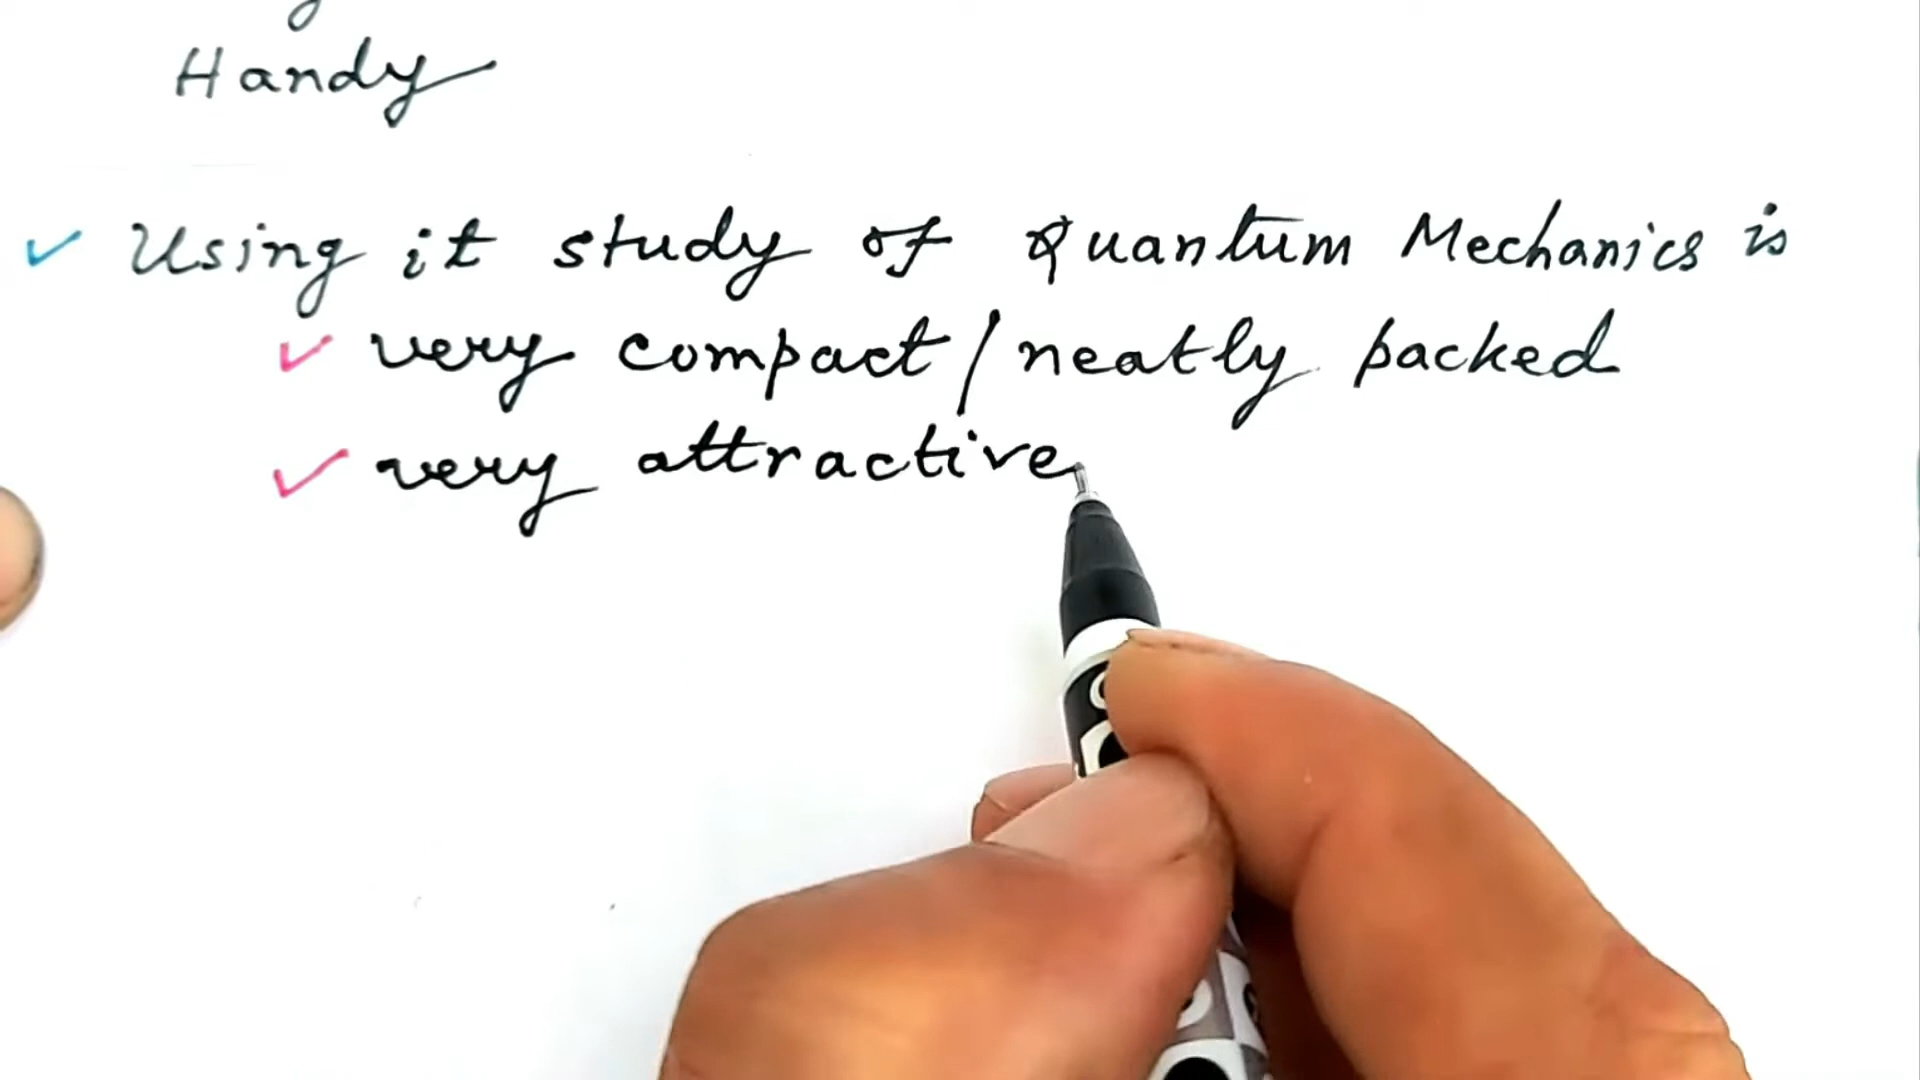 Handy
Using it study of Quantum Mechanics is
very compact/neatly packed
very attractive